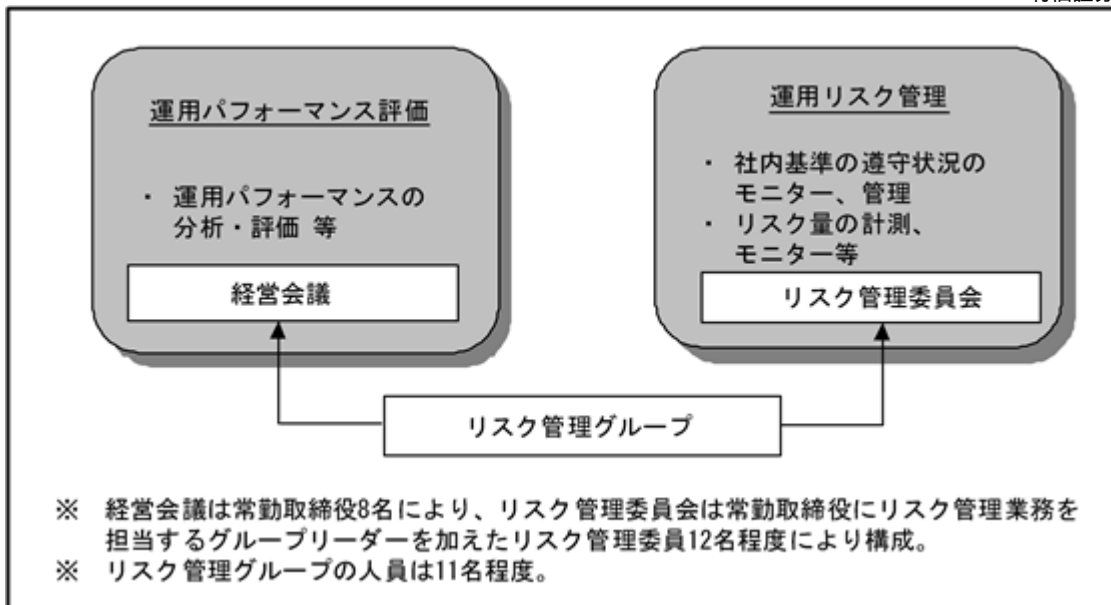 運用パフォーマンス評価
・ 運用パフォーマンスの
分析・評価 等
経営会議
運用リスク管理
・ 社内基準の遵守状況の
モニター、管理
・ リスク量の計測、
モニター等
リスク管理委員会
リスク管理グループ
※ 経営会議は常勤取締役8名により、リスク管理委員会は常勤取締役にリスク管理業務を
担当するグループリーダーを加えたリスク管理委員12名程度により構成。
※ リスク管理グループの人員は11名程度。